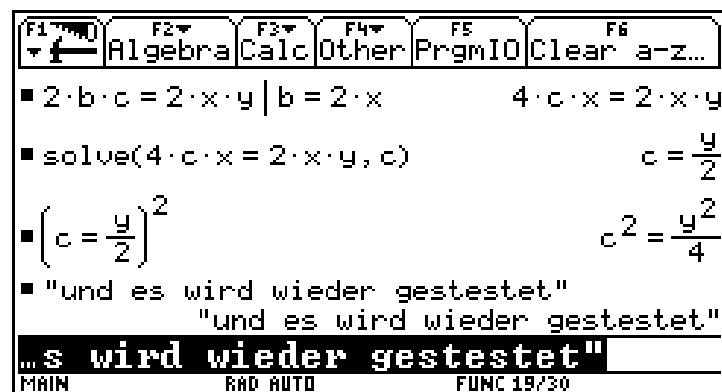 F1 F2 Algebra F3 Calc F4 Other F5 PrgmIO F6 Clear a-z…
2·b·c = 2·x·y | b = 2·x 4·c·x = 2·x·y
solve(4·c·x = 2·x·y, c) c = y/2
(c = y/2)² c² = y²/4
"und es wird wieder gestestet"
"und es wird wieder gestestet"
…s wird wieder gestestet"
MAIN RAD AUTO FUNC 19/30